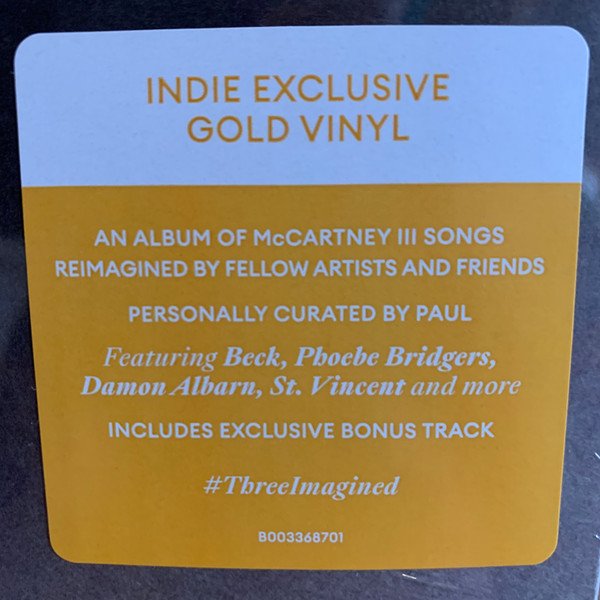 INDIE EXCLUSIVE
GOLD VINYL
AN ALBUM OF McCARTNEY III SONGS
REIMAGINED BY FELLOW ARTISTS AND FRIENDS
PERSONALLY CURATED BY PAUL
Featuring Beck, Phoebe Bridgers,
Damon Albarn, St. Vincent and more
INCLUDES EXCLUSIVE BONUS TRACK
#ThreeImagined
B003368701